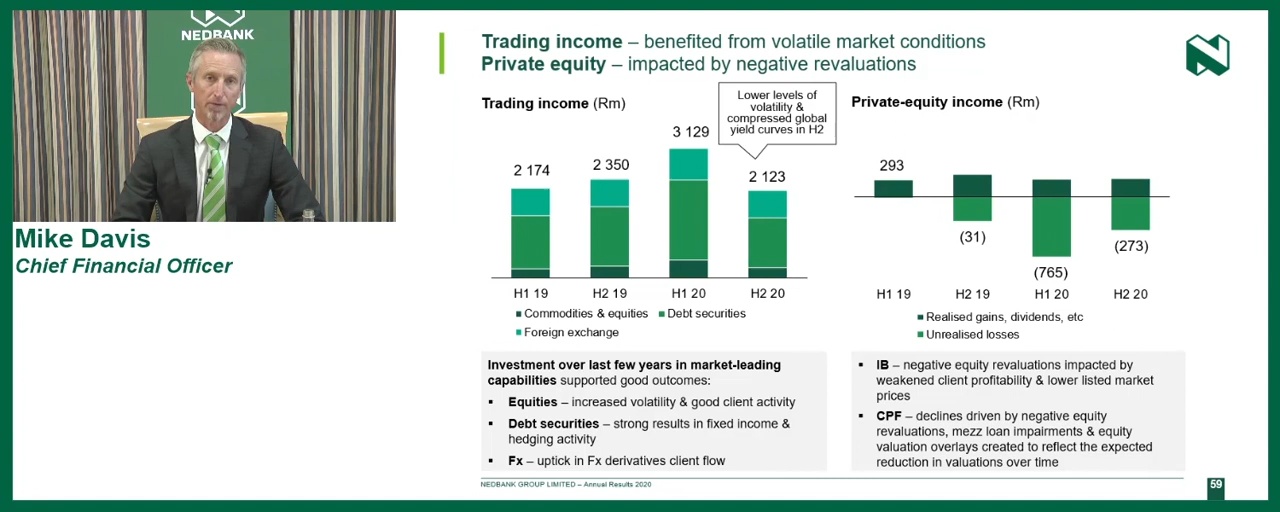 NEDBANK
Mike Davis
Chief Financial Officer
Trading income – benefited from volatile market conditions
Private equity – impacted by negative revaluations
Trading income (Rm)
Lower levels of
volatility &
compressed global
yield curves in H2
2 174
2 350
3 129
2 123
H1 19
H2 19
H1 20
H2 20
Commodities & equities
Debt securities
Foreign exchange
Private-equity income (Rm)
293
(31)
(765)
(273)
H1 19
H2 19
H1 20
H2 20
Realised gains, dividends, etc
Unrealised losses
Investment over last few years in market-leading
capabilities supported good outcomes:
▪ Equities – increased volatility & good client activity
▪ Debt securities – strong results in fixed income &
hedging activity
▪ Fx – uptick in Fx derivatives client flow
▪ IB – negative equity revaluations impacted by
weakened client profitability & lower listed market
prices
▪ CPF – declines driven by negative equity
revaluations, mezz loan impairments & equity
valuation overlays created to reflect the expected
reduction in valuations over time
NEDBANK GROUP LIMITED – Annual Results 2020
59